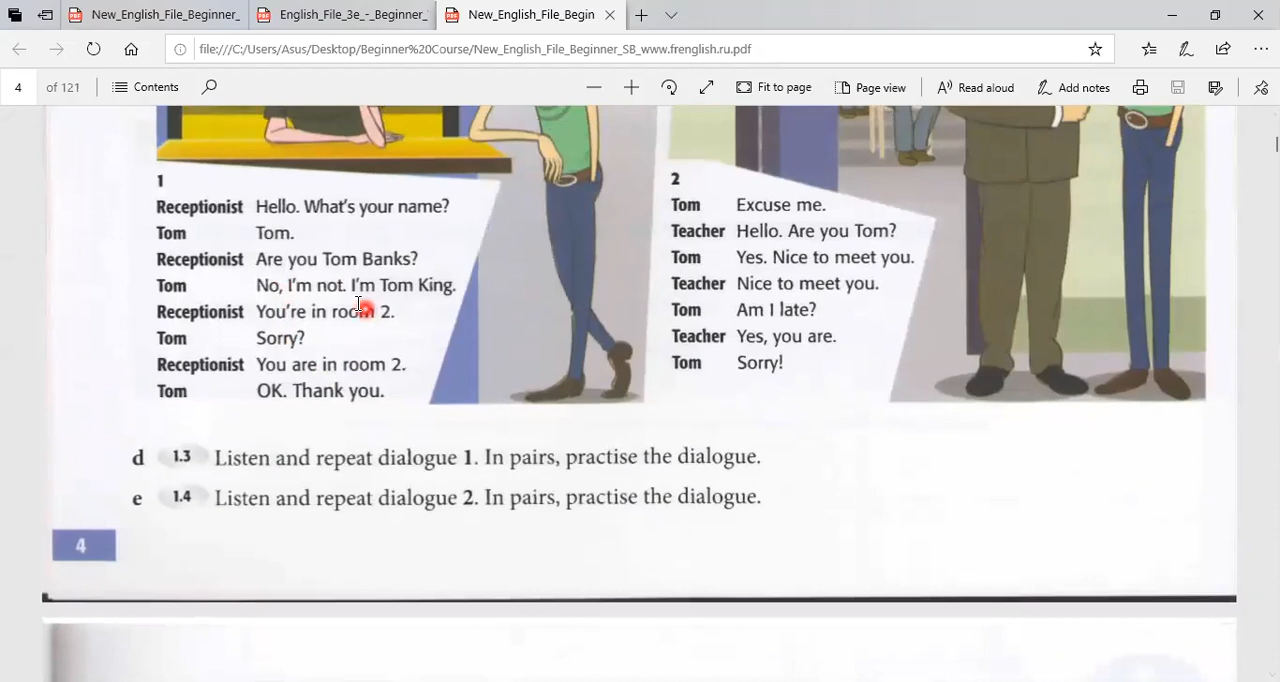 New_English_File_Beginner_
English_File_3e_-_Beginner_
New_English_File_Begin
file:///C:/Users/Asus/Desktop/Beginner%20Course/New_English_File_Beginner_SB_www.frenglish.ru.pdf
4 of 121 Contents Fit to page Page view Read aloud Add notes
1
Receptionist Hello. What's your name?
Tom Tom.
Receptionist Are you Tom Banks?
Tom No, I'm not. I'm Tom King.
Receptionist You're in room 2.
Tom Sorry?
Receptionist You are in room 2.
Tom OK. Thank you.
2
Tom Excuse me.
Teacher Hello. Are you Tom?
Tom Yes. Nice to meet you.
Teacher Nice to meet you.
Tom Am I late?
Teacher Yes, you are.
Tom Sorry!
d 1.3 Listen and repeat dialogue 1. In pairs, practise the dialogue.
e 1.4 Listen and repeat dialogue 2. In pairs, practise the dialogue.
4